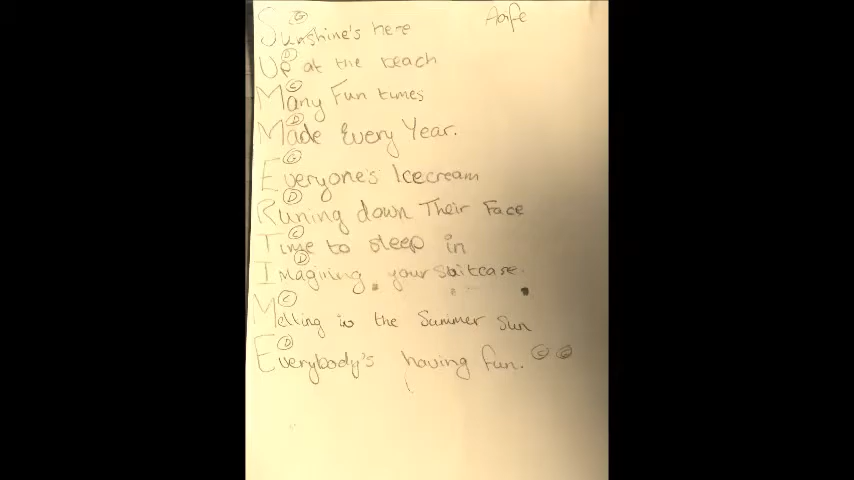 Aoife
Sunshine's here
Up at the beach
Many Fun times
Made Every Year.
Everyone's Icecream
Runing down Their Face
Time to sleep in
Imagining your suitcase.
Melting in the Summer sun
Everybody's having fun.